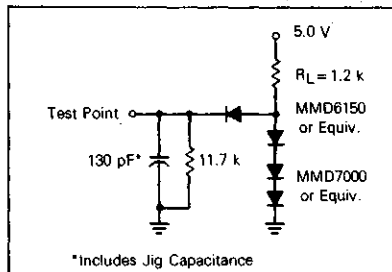 5.0 V
RL = 1.2 k
Test Point
MMD6150
or Equiv.
130 pF*
11.7 k
MMD7000
or Equiv.
*Includes Jig Capacitance